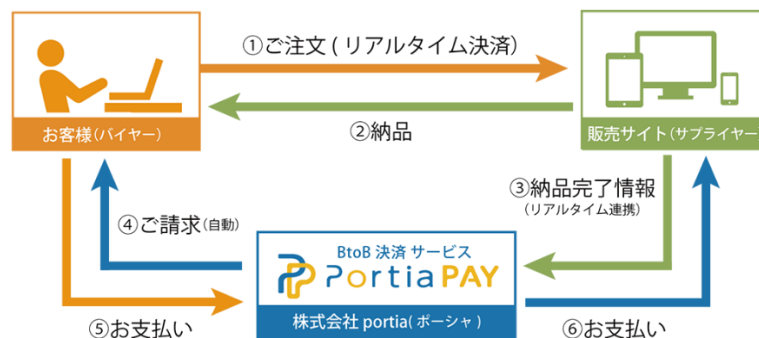 ①ご注文(リアルタイム決済)
お客様(バイヤー)
②納品
販売サイト(サプライヤー)
③納品完了情報
(リアルタイム連携)
④ご請求(自動)
BtoB 決済 サービス
Portia PAY
株式会社 portia(ポーシャ)
⑤お支払い
⑥お支払い